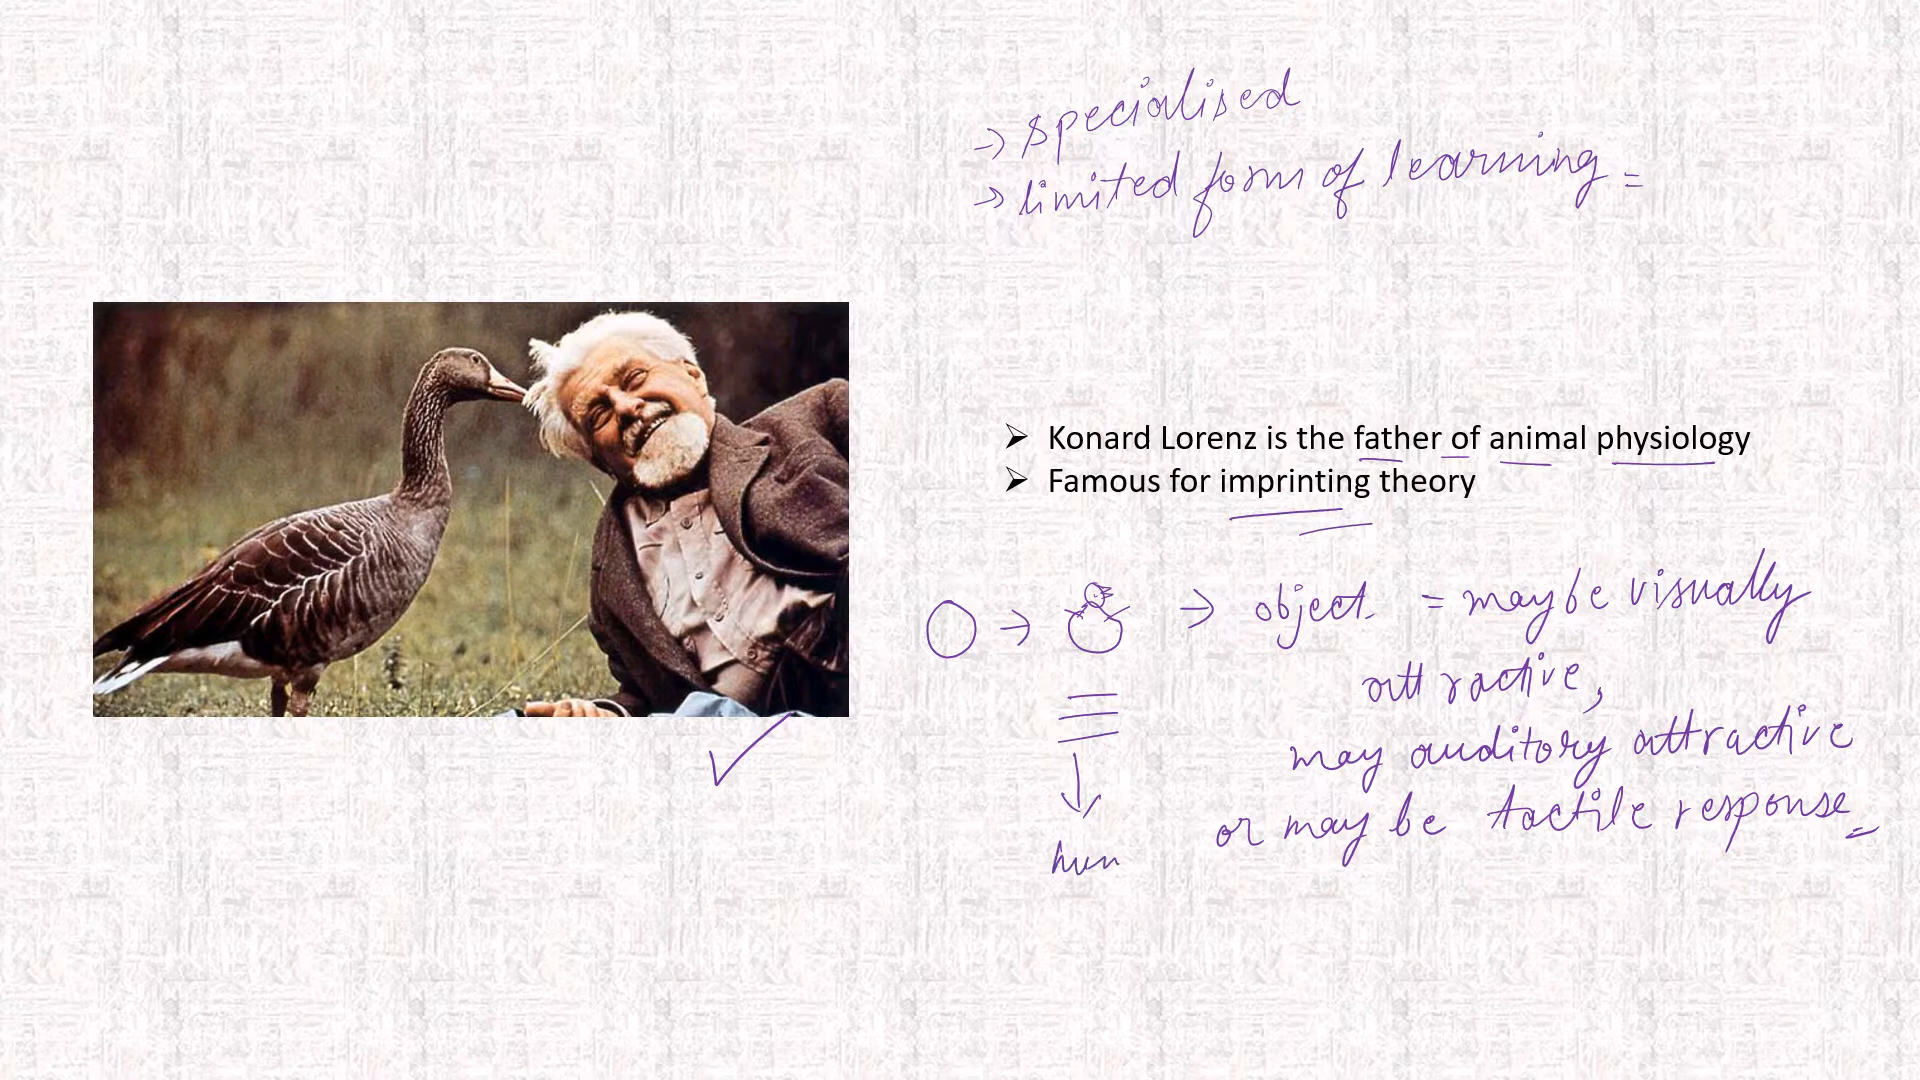 → specialised
→ limited form of learning =
➢ Konard Lorenz is the father of animal physiology
➢ Famous for imprinting theory
→ → object = maybe visually
attractive,
may auditory attractive
or may be tactile response =
hun